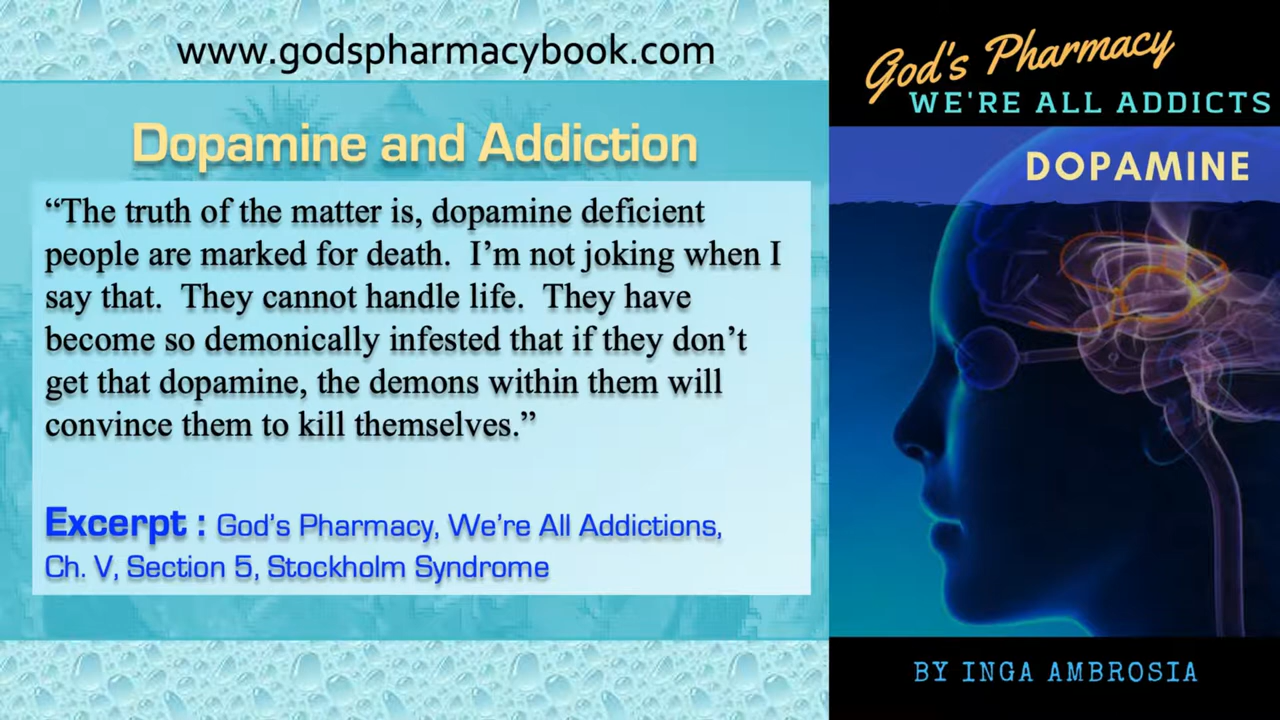 www.godspharmacybook.com
Dopamine and Addiction
“The truth of the matter is, dopamine deficient
people are marked for death.  I’m not joking when I
say that.  They cannot handle life.  They have
become so demonically infested that if they don’t
get that dopamine, the demons within them will
convince them to kill themselves.”
Excerpt : God’s Pharmacy, We’re All Addictions,
Ch. V, Section 5, Stockholm Syndrome
God's Pharmacy
WE'RE ALL ADDICTS
DOPAMINE
BY INGA AMBROSIA